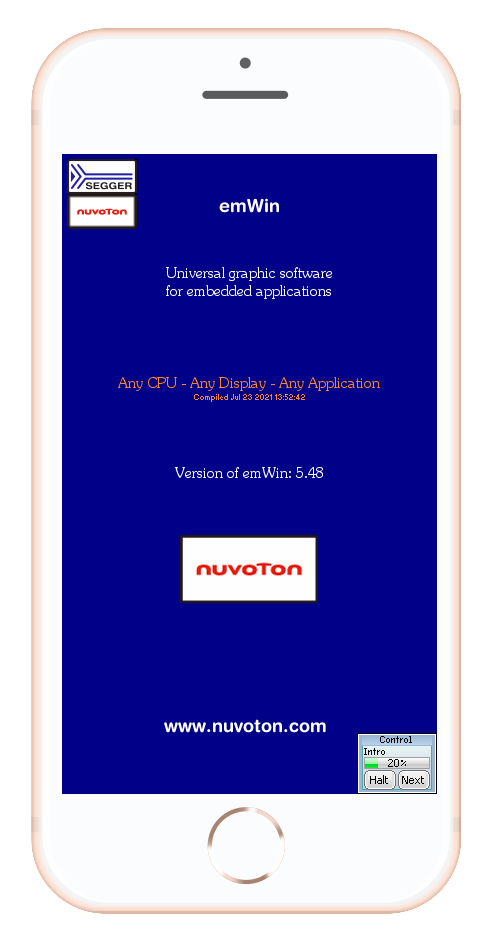 SEGGER
nuvoTon
emWin
Universal graphic software
for embedded applications
Any CPU - Any Display - Any Application
Compiled Jul 23 2021 13:52:42
Version of emWin: 5.48
nuvoTon
www.nuvoton.com
Control
Intro
20%
Halt Next